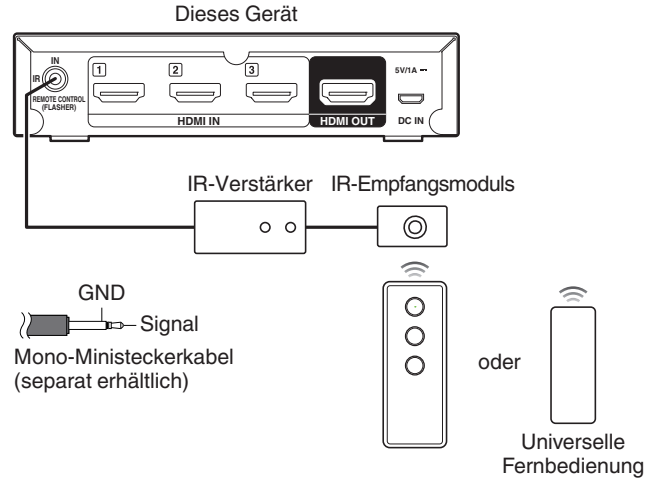 Dieses Gerät
IN
IR
REMOTE CONTROL
(FLASHER)
1
2
3
HDMI IN
HDMI OUT
5V/1A ⎓
DC IN
IR-Verstärker
IR-Empfangsmoduls
GND
Signal
Mono-Ministeckerkabel
(separat erhältlich)
oder
Universelle
Fernbedienung